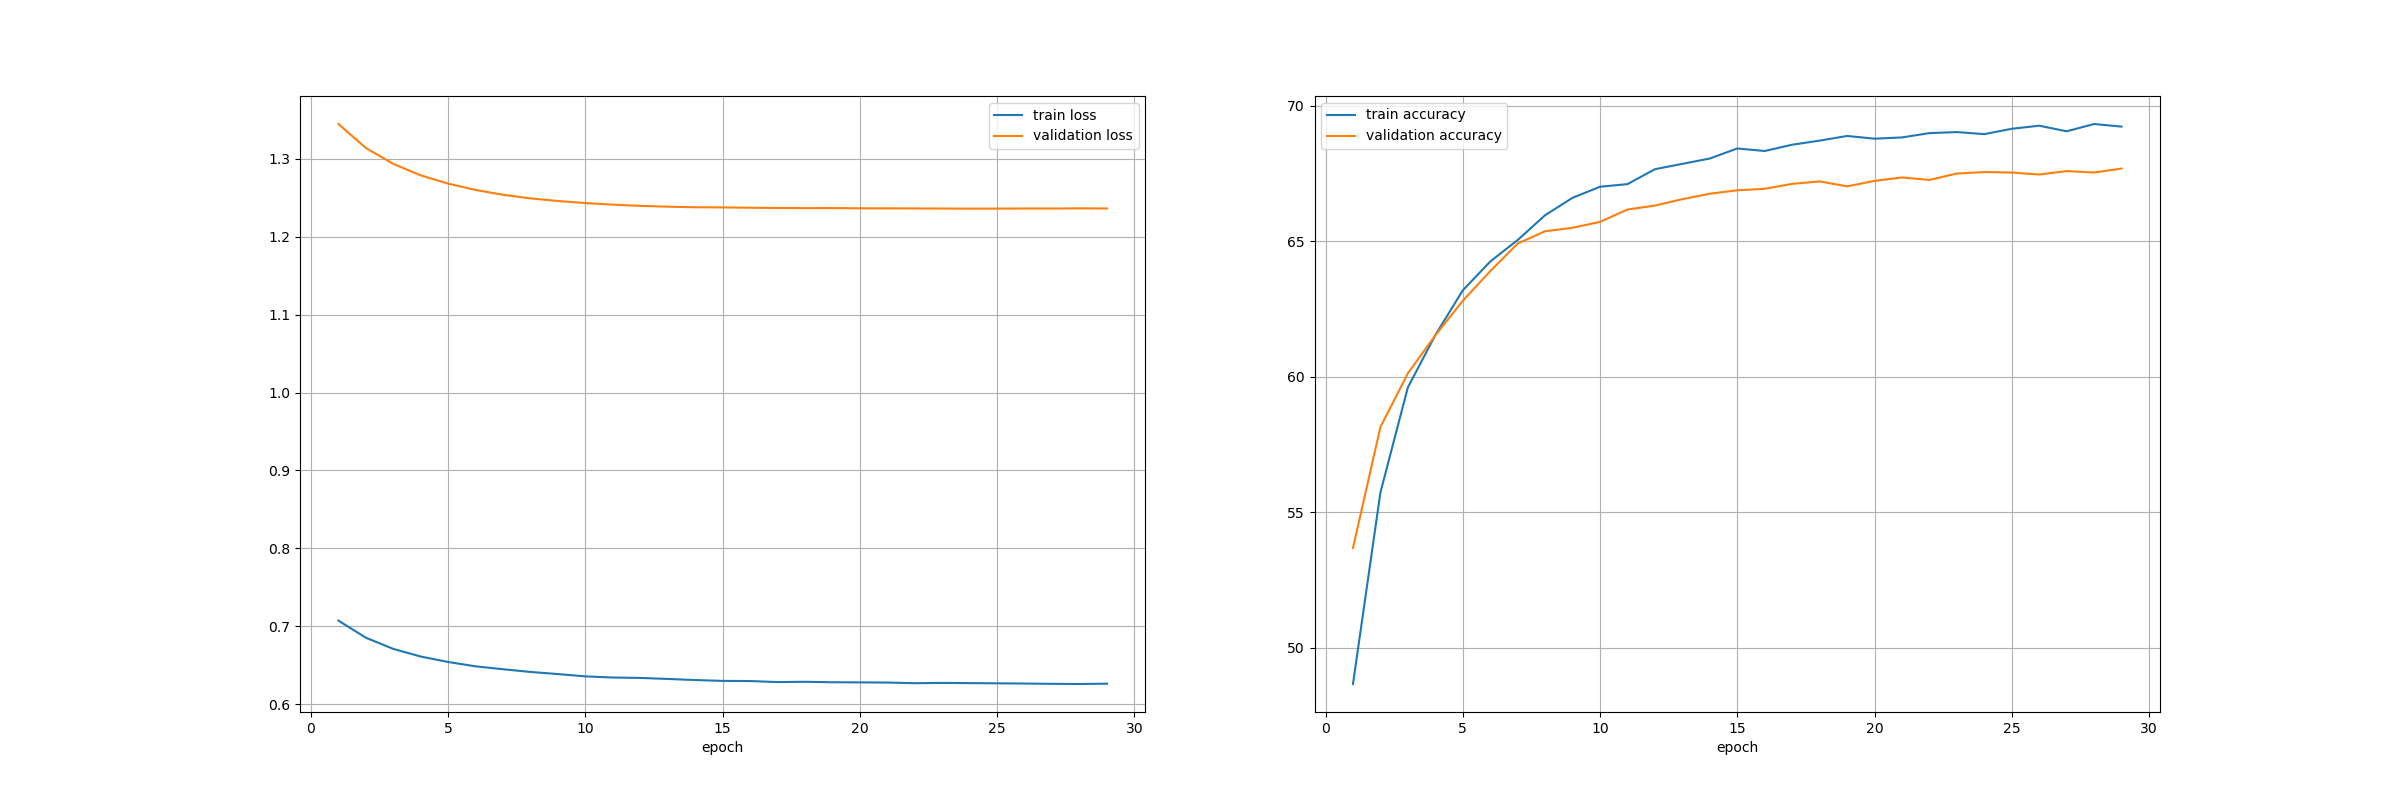 train loss
validation loss
1.3
1.2
1.1
1.0
0.9
0.8
0.7
0.6
0 5 10 15 20 25 30
epoch
train accuracy
validation accuracy
70
65
60
55
50
0 5 10 15 20 25 30
epoch